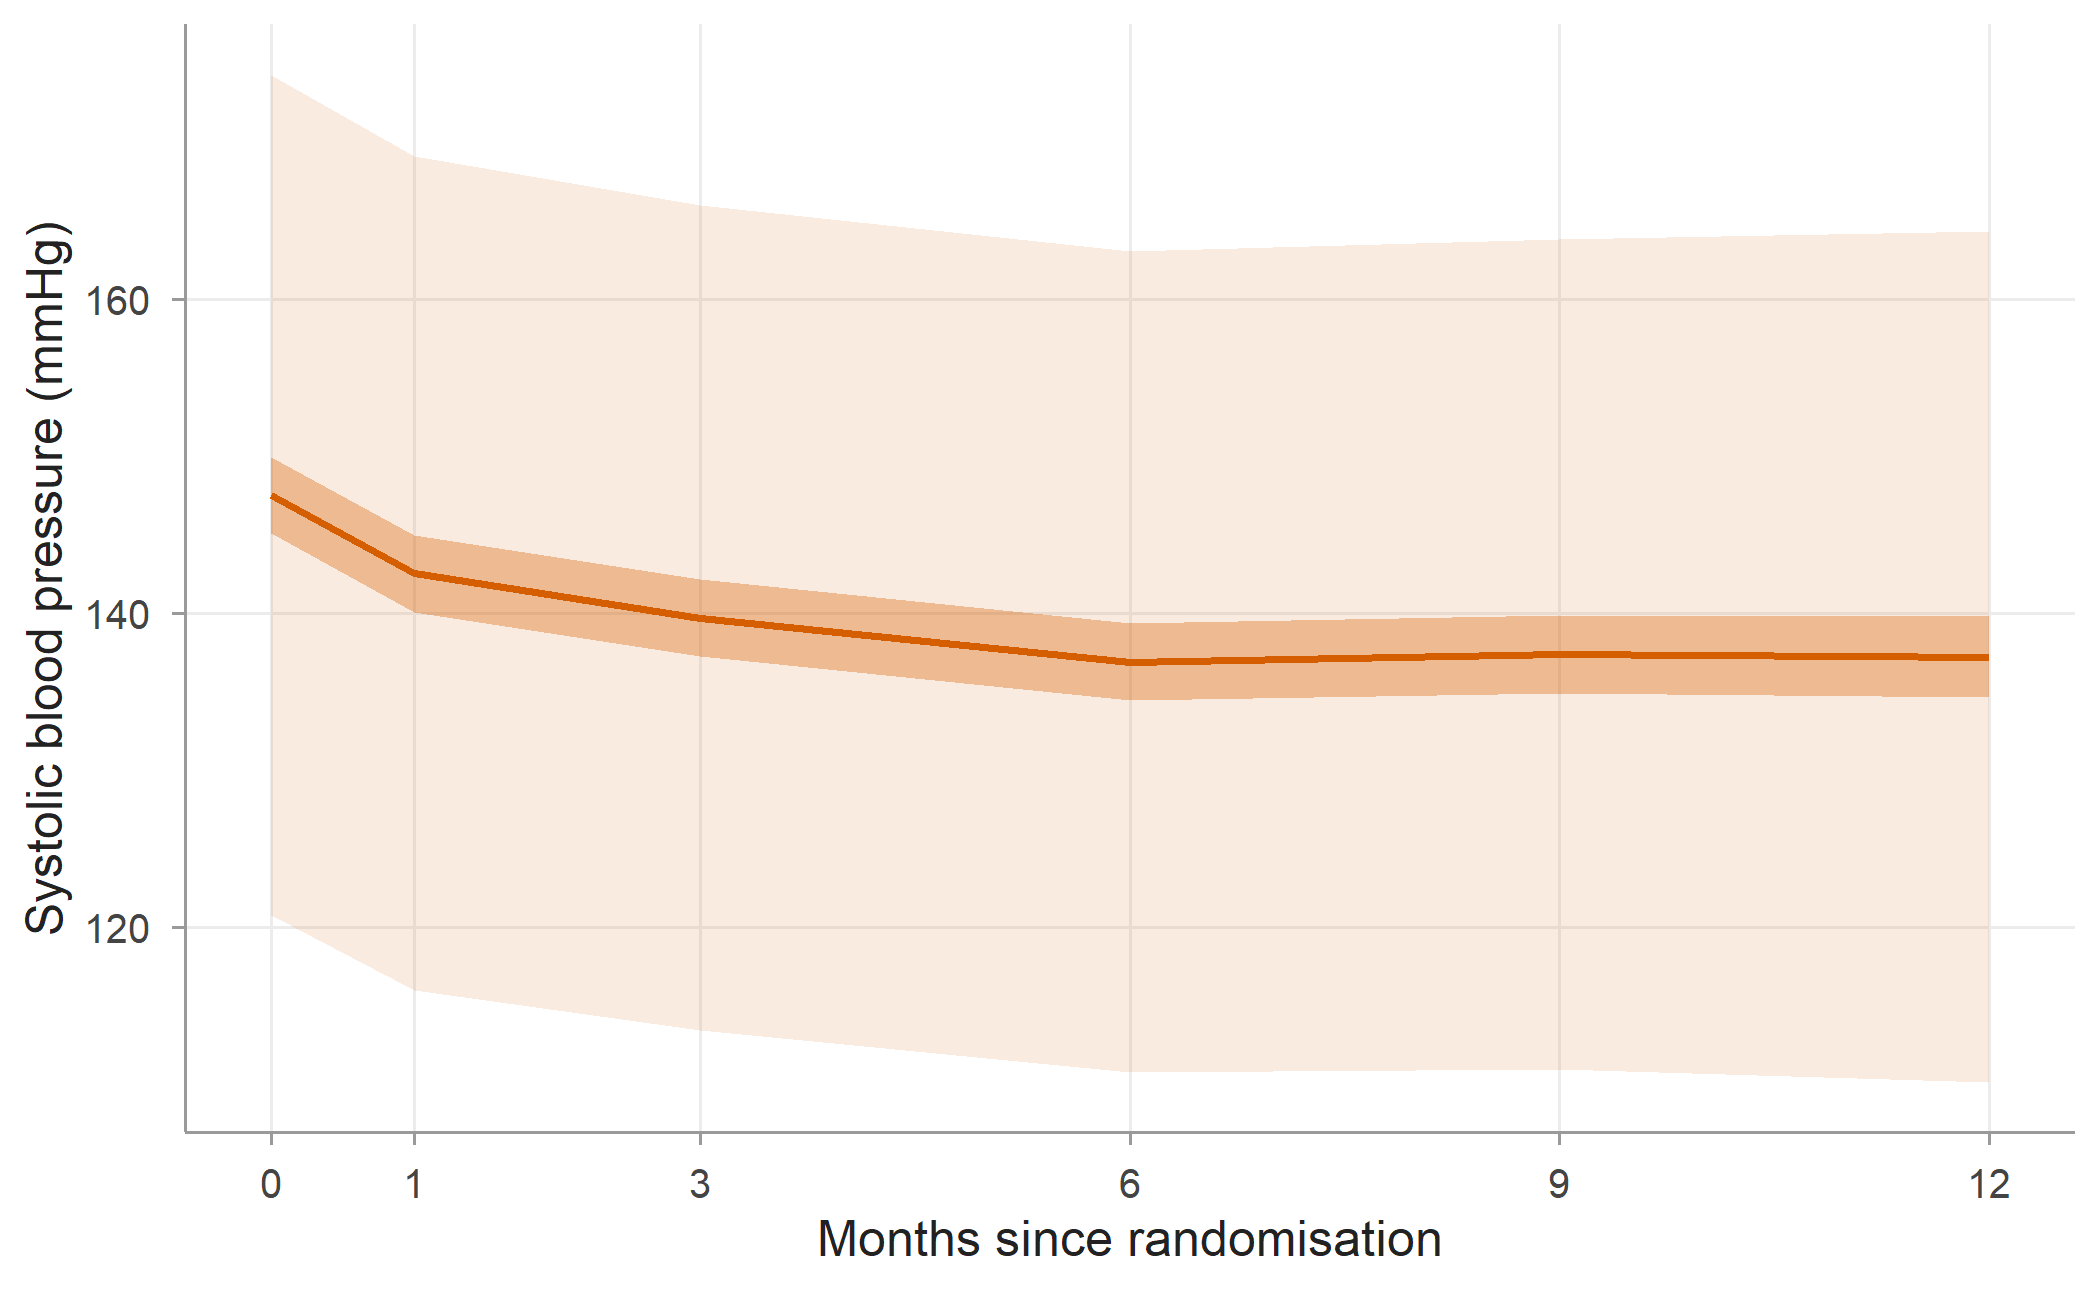 Systolic blood pressure (mmHg)
160
140
120
0 1 3 6 9 12
Months since randomisation